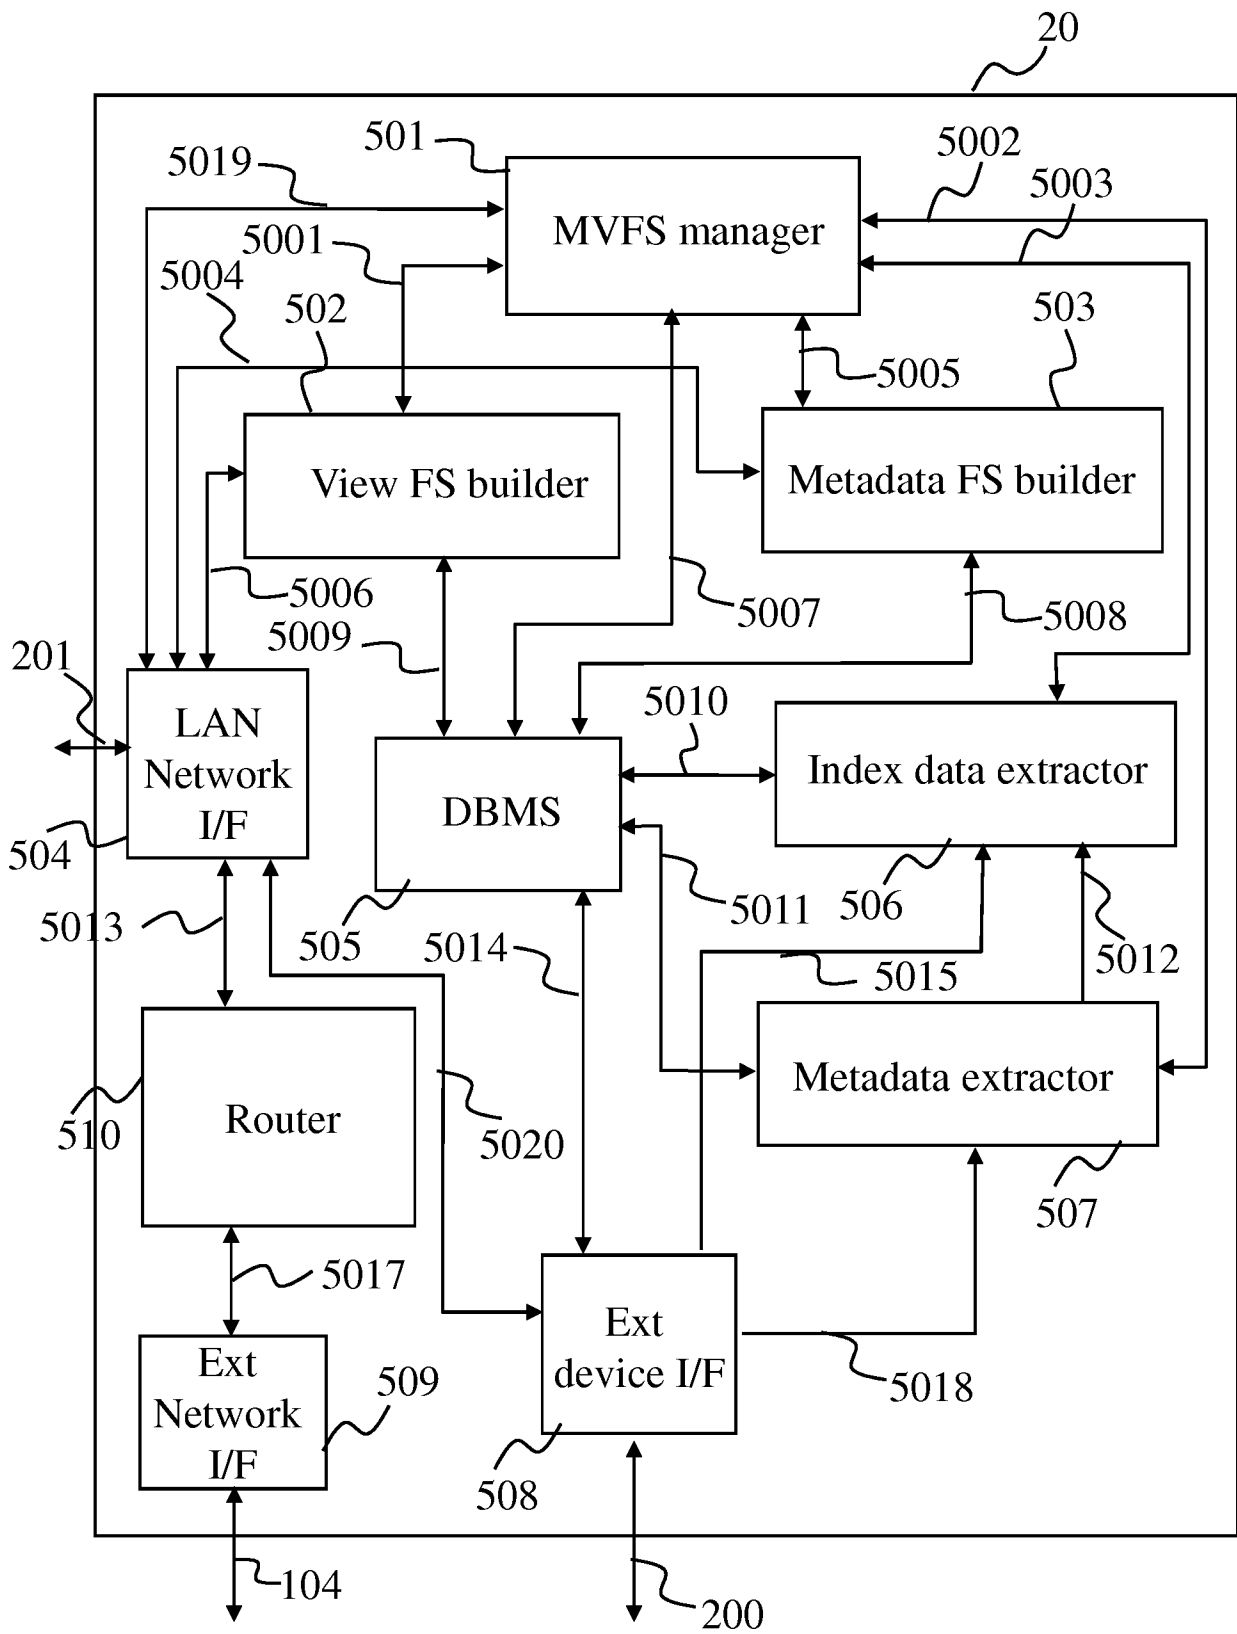 20
501
5002
5019
5003
MVFS manager
5001
5004
502
503
5005
View FS builder
Metadata FS builder
5006
5007
5008
5009
201
5010
LAN
Network
I/F
DBMS
Index data extractor
504
506
5011
5013
505
5014
5012
5015
Metadata extractor
Router
510
5020
507
5017
Ext
device I/F
Ext
Network
I/F
509
5018
508
104
200